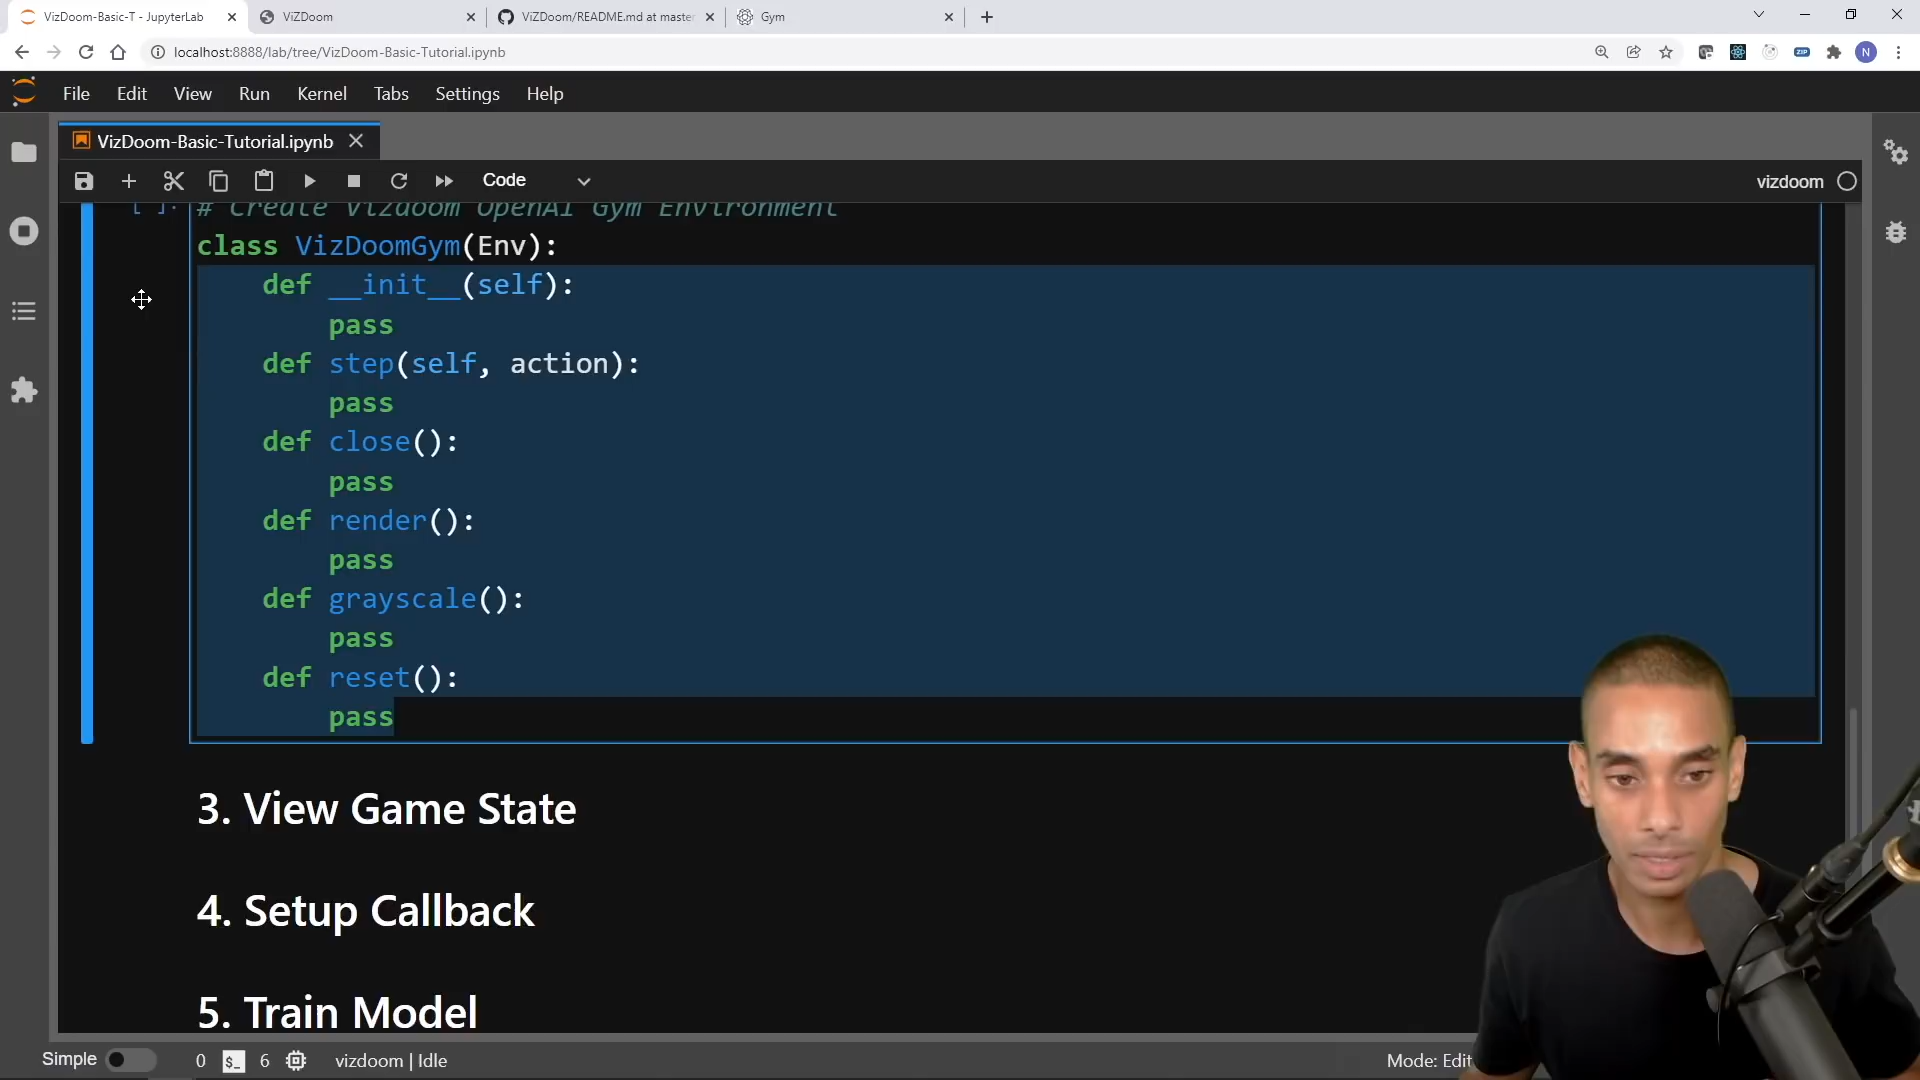 VizDoom-Basic-T - JupyterLab
ViZDoom
ViZDoom/README.md at master
Gym
localhost:8888/lab/tree/VizDoom-Basic-Tutorial.ipynb
ZIP
N
File Edit View Run Kernel Tabs Settings Help
VizDoom-Basic-Tutorial.ipynb
Code
vizdoom
[ ]: # Create Vizdoom OpenAI Gym Environment
class VizDoomGym(Env):
    def __init__(self):
        pass
    def step(self, action):
        pass
    def close():
        pass
    def render():
        pass
    def grayscale():
        pass
    def reset():
        pass
3. View Game State
4. Setup Callback
5. Train Model
Simple 0 $_ 6 vizdoom | Idle Mode: Edit